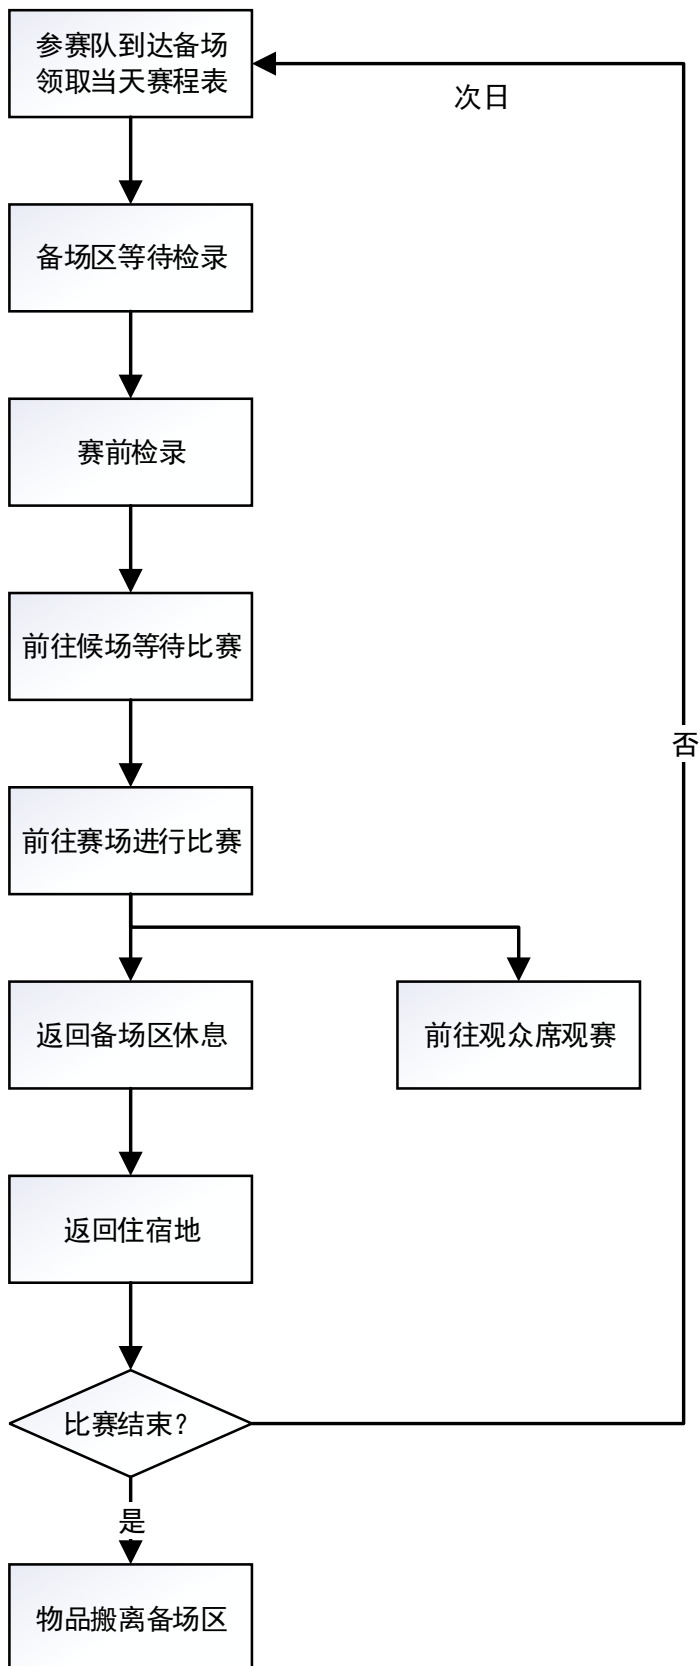 参赛队到达备场
领取当天赛程表
次日
备场区等待检录
赛前检录
前往候场等待比赛
否
前往赛场进行比赛
返回备场区休息
前往观众席观赛
返回住宿地
比赛结束?
是
物品搬离备场区